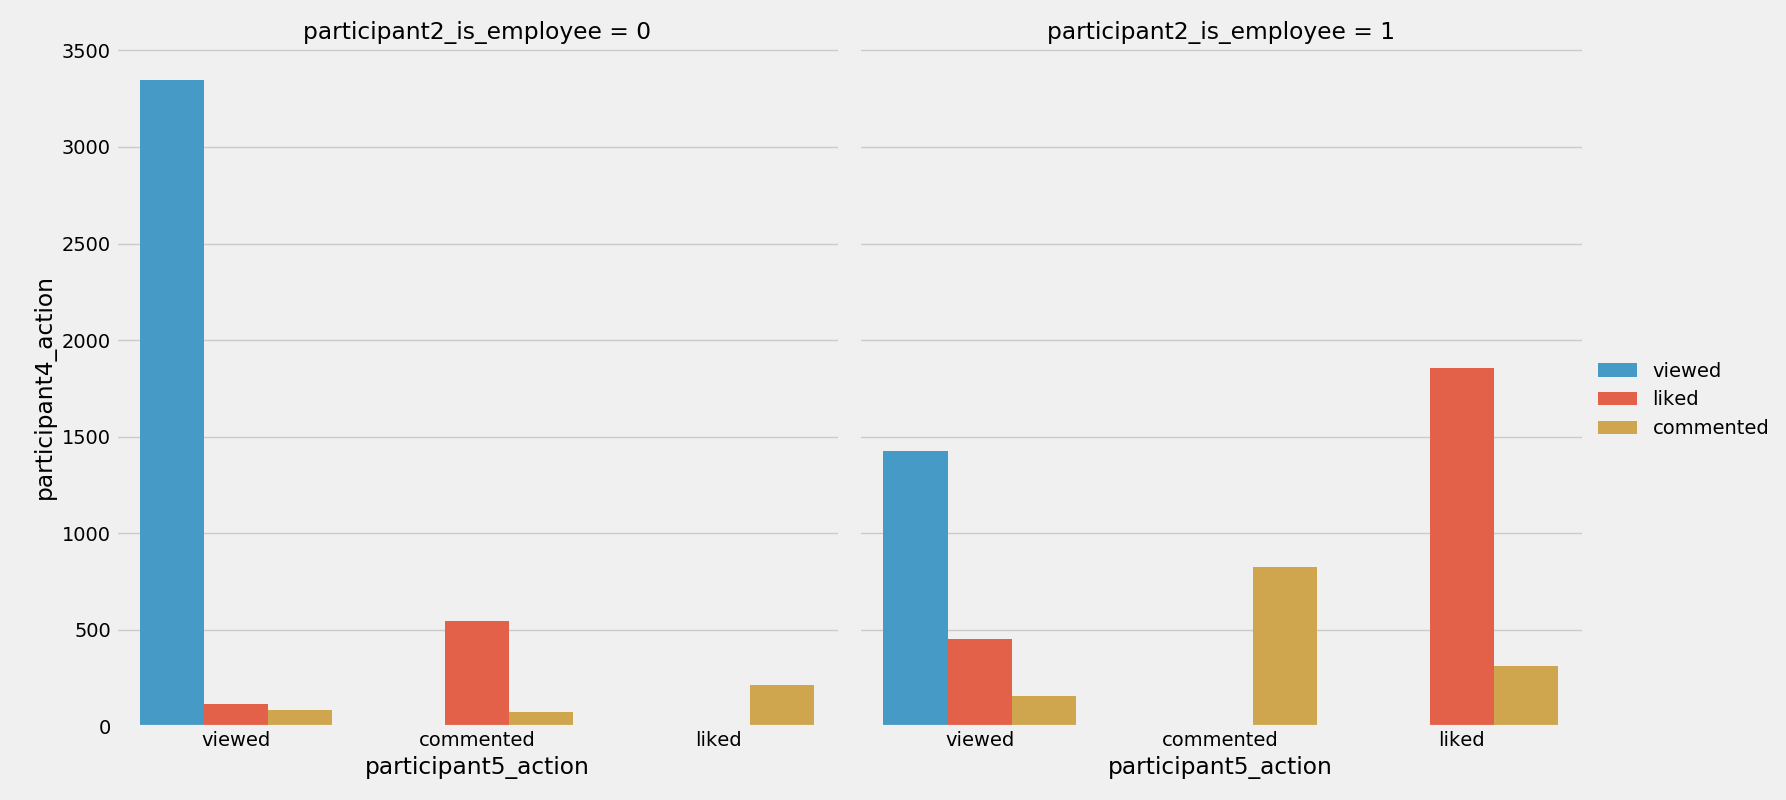 participant2_is_employee = 0
participant2_is_employee = 1
participant4_action
3500
3000
2500
2000
1500
1000
500
0
viewed
commented
liked
viewed
commented
liked
participant5_action
participant5_action
viewed
liked
commented